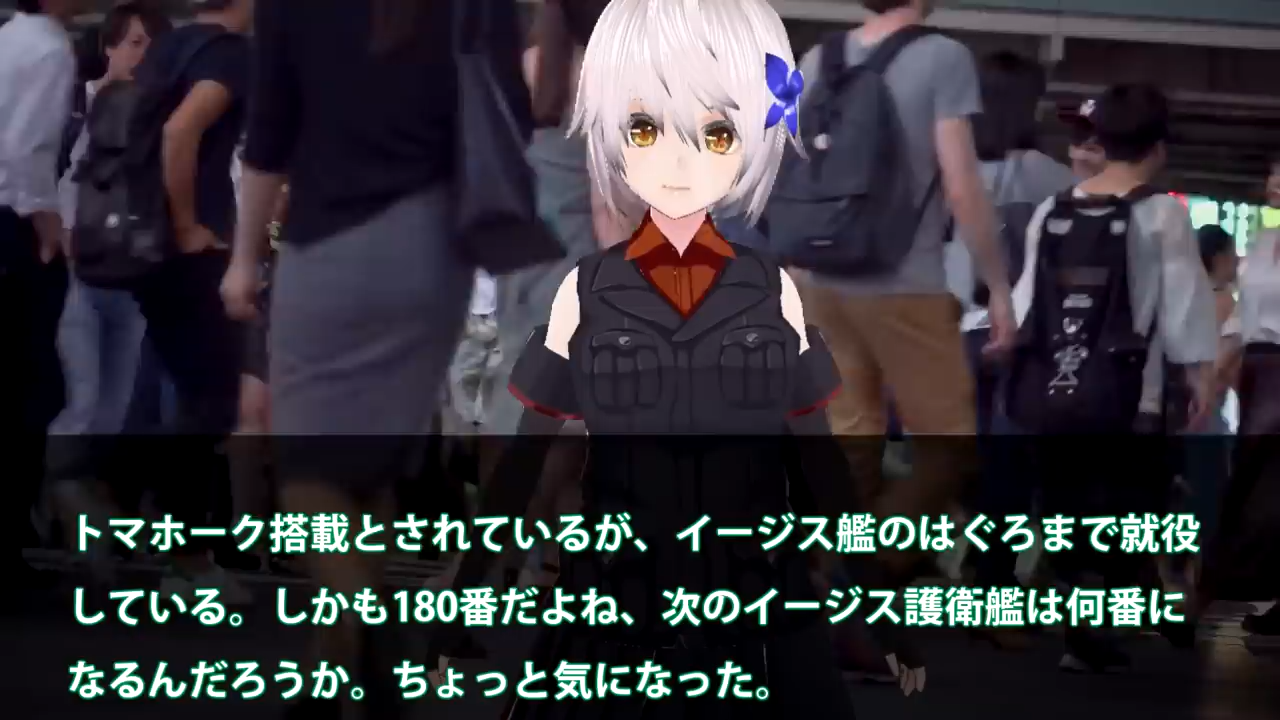 トマホーク搭載とされているが、イージス艦のはぐろまで就役
している。しかも180番だよね、次のイージス護衛艦は何番に
なるんだろうか。ちょっと気になった。